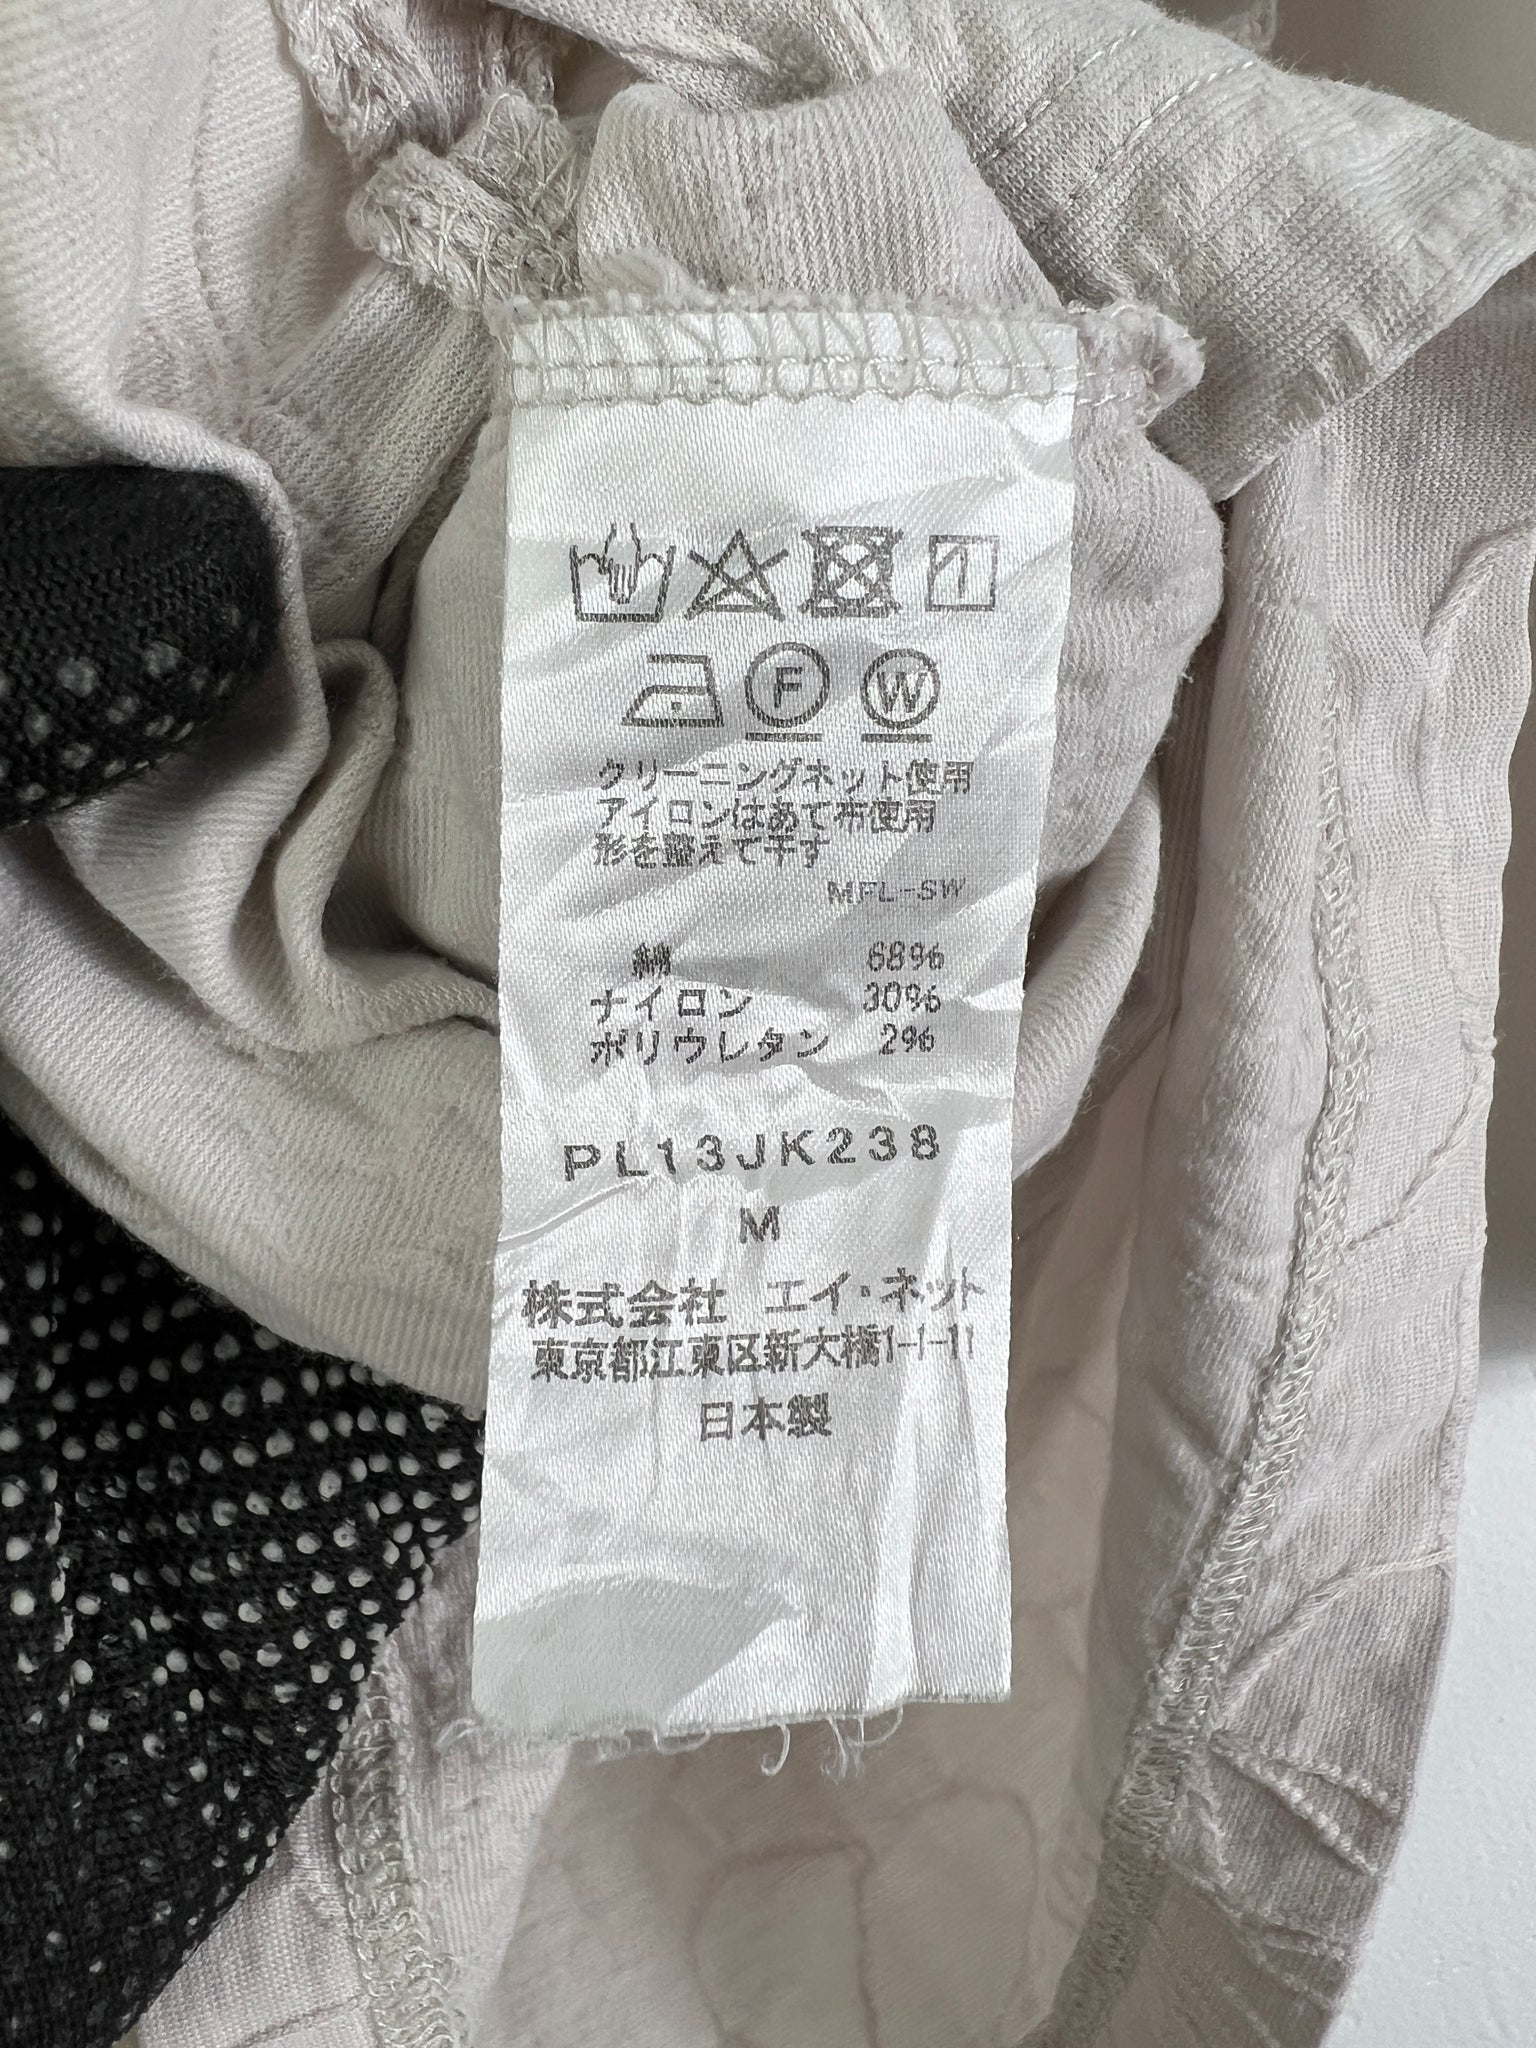 F W
クリーニングネット使用
アイロンはあて布使用
形を整えて干す
MFL-SW
綿 68%
ナイロン 30%
ポリウレタン 2%
PL13JK238
M
株式会社 エイ・ネット
東京都江東区新大橋1-1-11
日本製